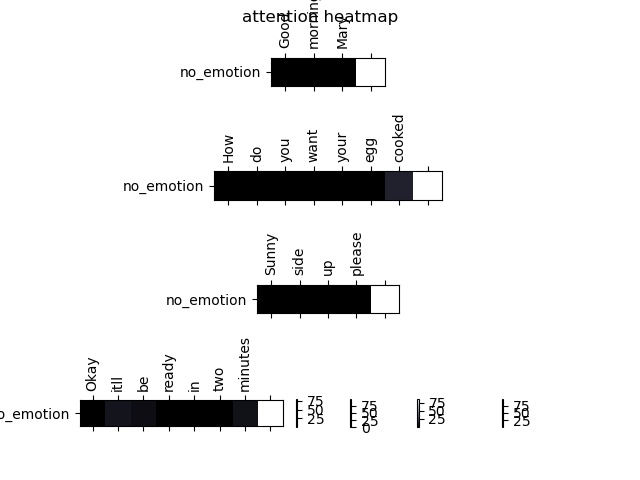 attention heatmap
Good morning Mary
no_emotion
How do you want your egg cooked
no_emotion
Sunny side up please
no_emotion
Okay itll be ready in two minutes
no_emotion
75 50 25
75 50 25 0
75 50 25
75 50 25